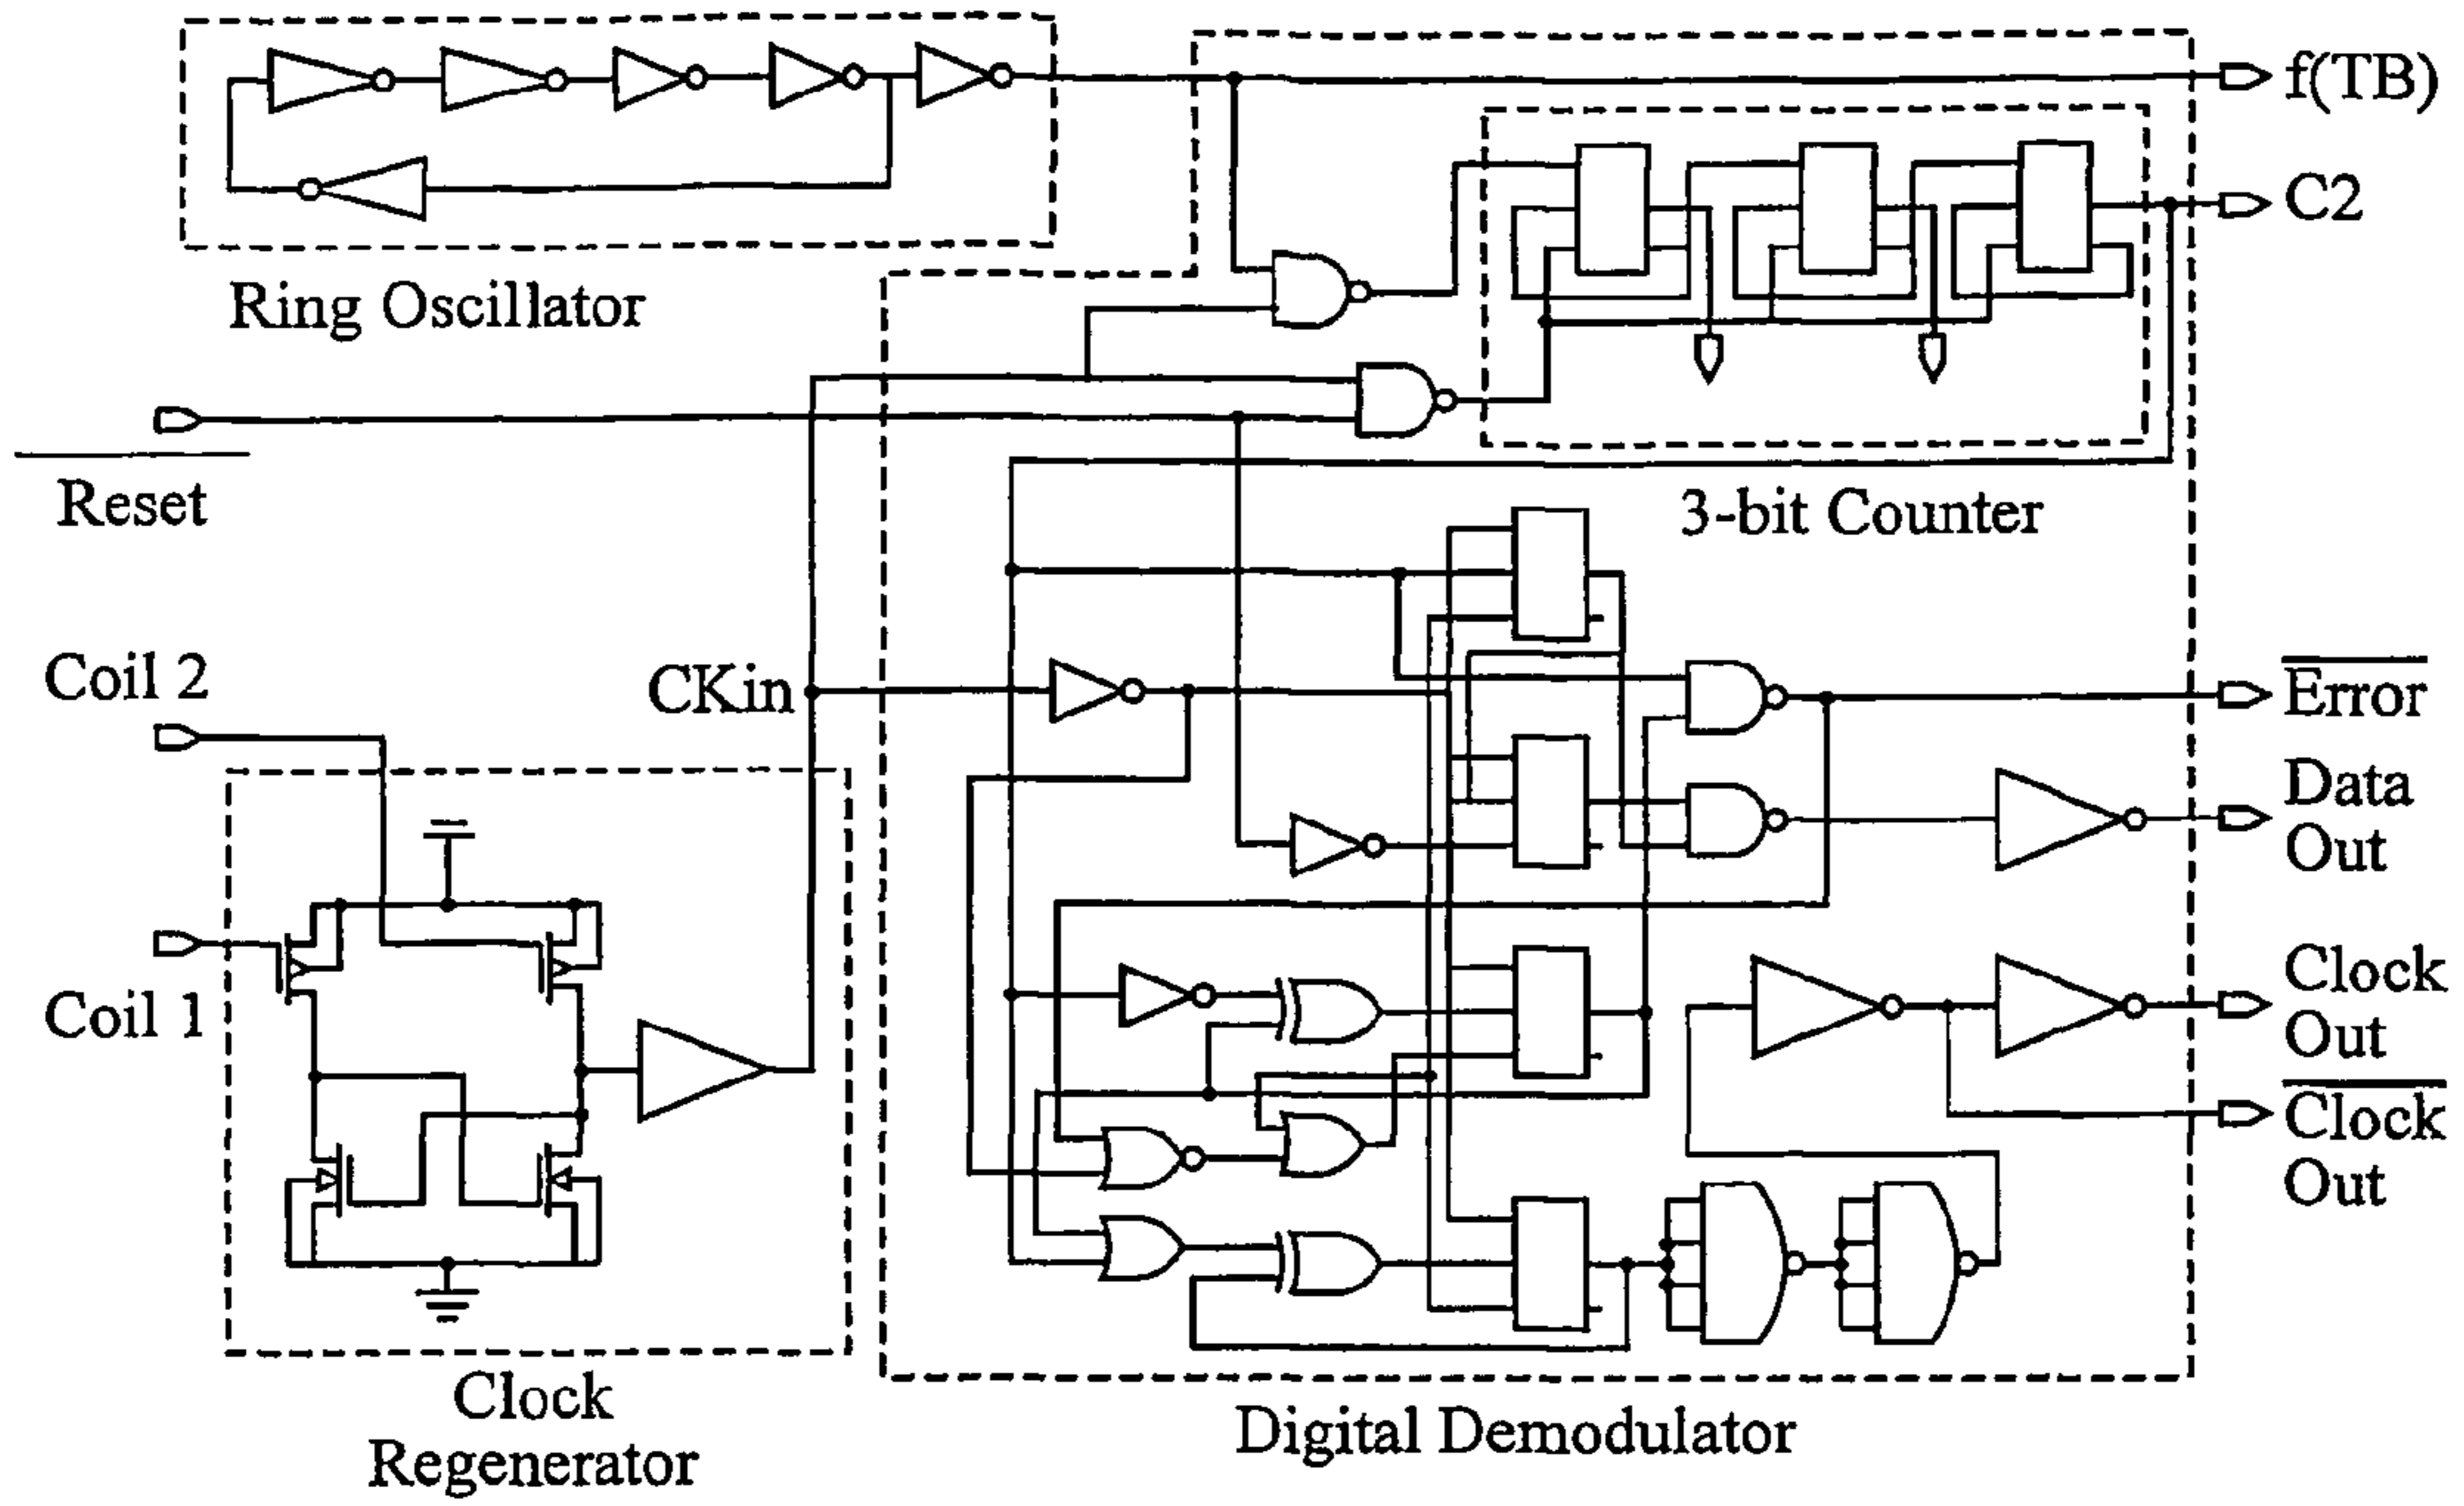 f(TB)
C2
Ring Oscillator
Reset
3-bit Counter
Coil 2
CKin
Error
Data
Out
Coil 1
Clock
Out
Clock
Out
Clock
Regenerator
Digital Demodulator